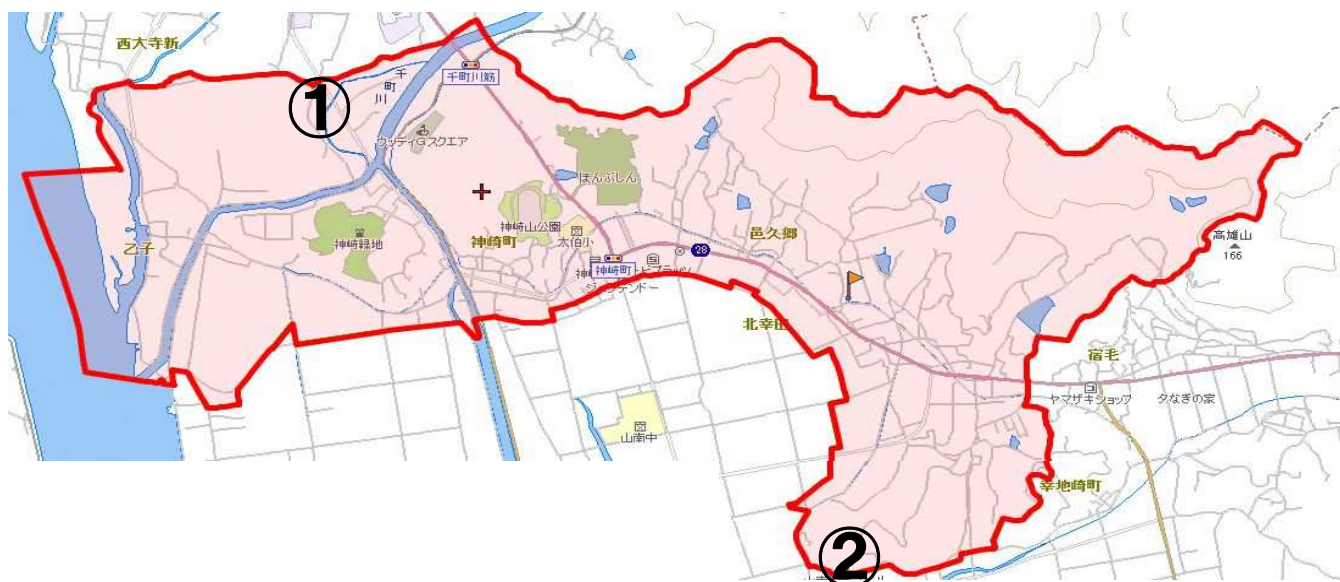 西大寺新
①
千町川
千町川筋
ウッディGスクエア
ほんぶしん
神崎山公園
太伯小
神崎緑地
神崎町
乙子
邑久郷
28
神崎町
高雄山
166
北幸田
宿毛
ヤマザキショップ
夕なぎの家
山南中
幸地崎町
②